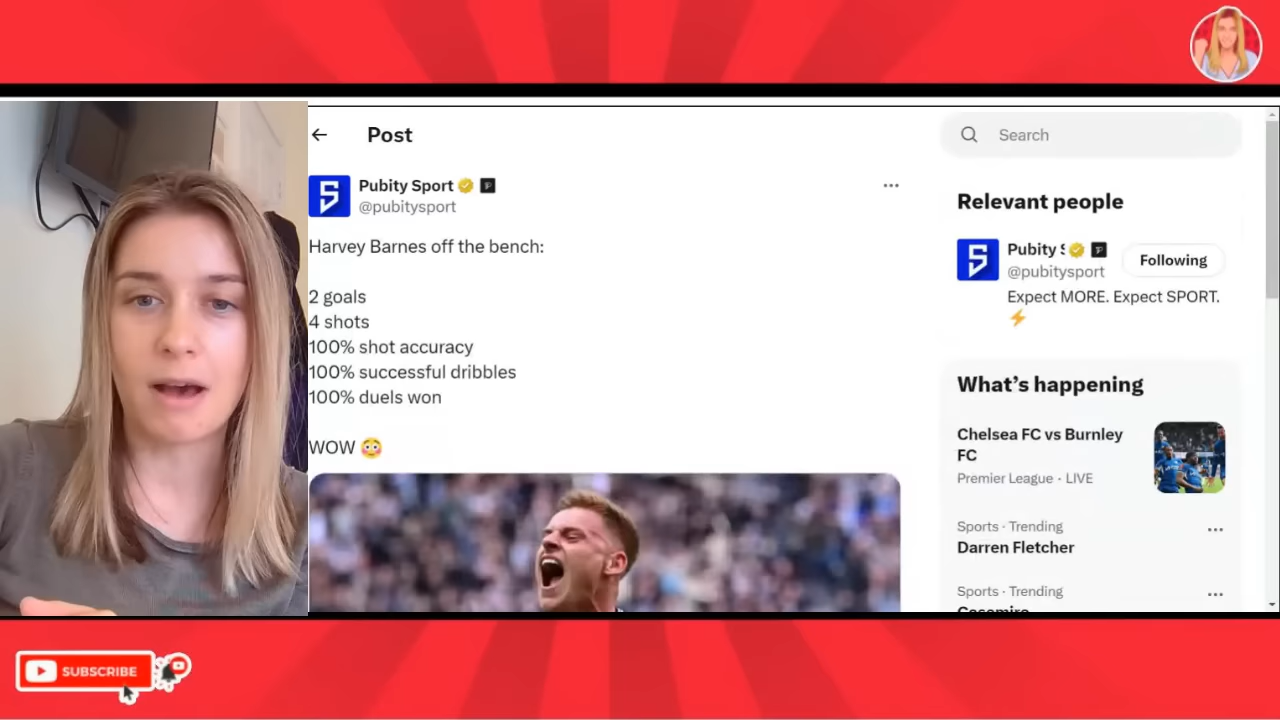 Post
Search
Pubity Sport
@pubitysport
Harvey Barnes off the bench:
2 goals
4 shots
100% shot accuracy
100% successful dribbles
100% duels won
WOW 😳
Relevant people
Pubity S
Following
@pubitysport
Expect MORE. Expect SPORT.
⚡
What's happening
Chelsea FC vs Burnley
FC
Premier League · LIVE
Sports · Trending
Darren Fletcher
Sports · Trending
Casemiro
SUBSCRIBE